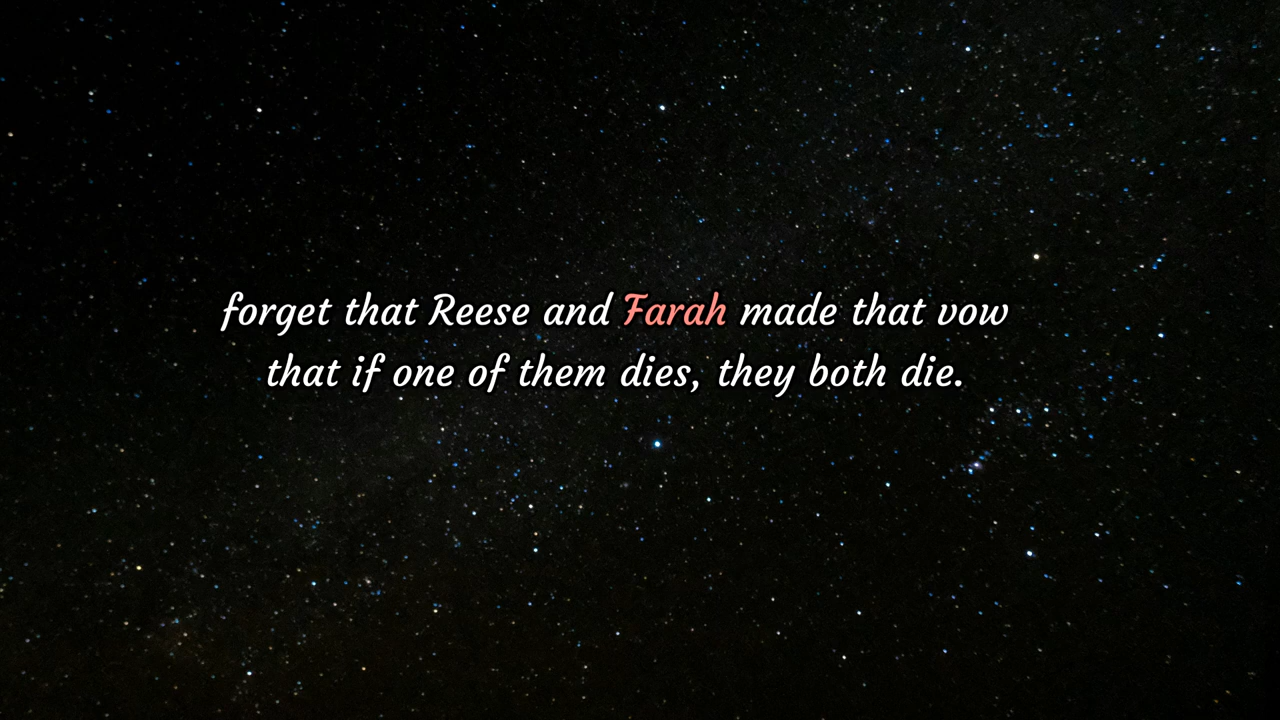 forget that Reese and Farah made that vow
that if one of them dies, they both die.